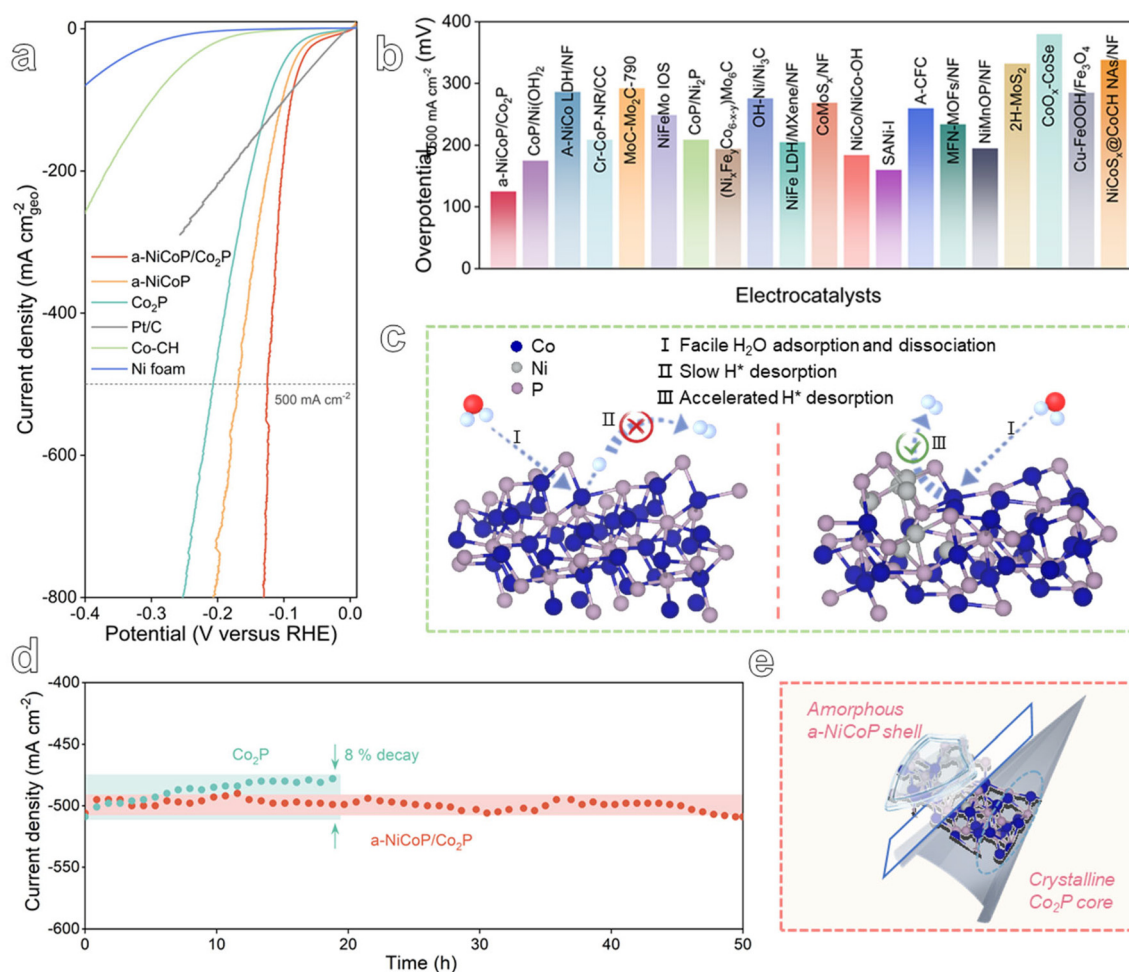 a
0
-200
-400
-600
-800
-0.4
-0.3
-0.2
-0.1
0.0
Current density (mA cm⁻²geo)
Potential (V versus RHE)
a-NiCoP/Co₂P
a-NiCoP
Co₂P
Pt/C
Co-CH
Ni foam
500 mA cm⁻²
b
400
300
200
100
0
Overpotential₅₀₀ mA cm⁻² (mV)
a-NiCoP/Co₂P
CoP/Ni(OH)₂
A-NiCo LDH/NF
Cr-CoP-NR/CC
MoC-Mo₂C-790
NiFeMo IOS
CoP/Ni₂P
(NiₓFeᵧCo₆₋ₓ₋ᵧ)Mo₆C
OH-Ni/Ni₃C
NiFe LDH/MXene/NF
CoMoSₓ/NF
NiCo/NiCo-OH
SANi-I
A-CFC
MFN-MOFs/NF
NiMnOP/NF
2H-MoS₂
CoOₓ-CoSe
Cu-FeOOH/Fe₃O₄
NiCoSₓ@CoCH NAs/NF
Electrocatalysts
c
Co
Ni
P
I Facile H₂O adsorption and dissociation
II Slow H* desorption
III Accelerated H* desorption
I
II
III
I
d
-400
-450
-500
-550
-600
0
10
20
30
40
50
Current density (mA cm⁻²)
Time (h)
Co₂P
8 % decay
a-NiCoP/Co₂P
e
Amorphous
a-NiCoP shell
Crystalline
Co₂P core